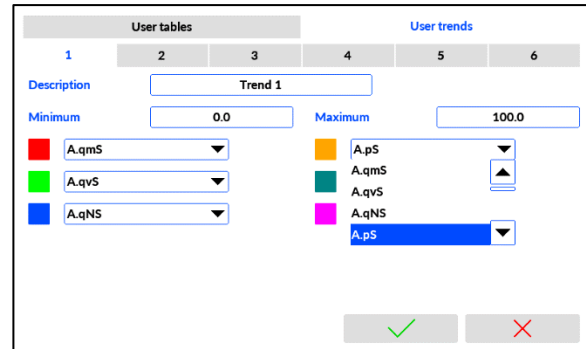 User tables User trends
1 2 3 4 5 6
Description Trend 1
Minimum 0.0 Maximum 100.0
A.qmS A.pS
A.qmS
A.qvS A.qvS
A.qNS A.qNS
A.pS